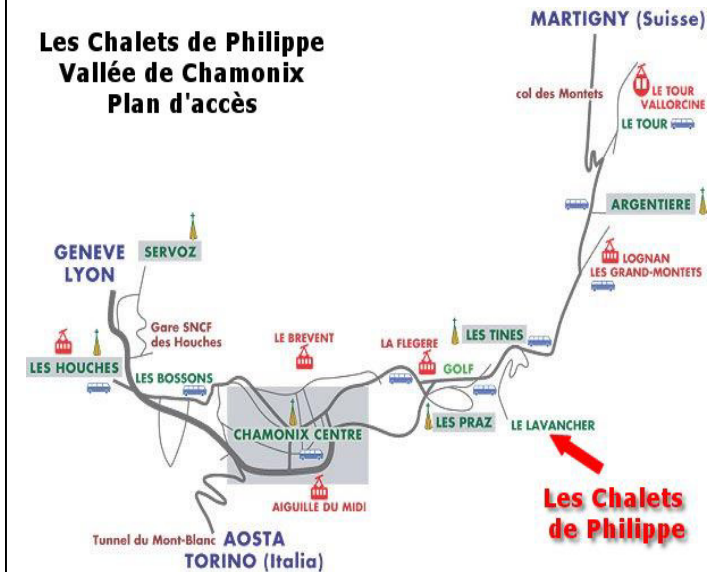 Les Chalets de Philippe
Vallée de Chamonix
Plan d'accès
MARTIGNY (Suisse)
col des Montets
LE TOUR
VALLORCINE
LE TOUR
ARGENTIERE
LOGNAN
LES GRAND-MONTETS
GENEVE
LYON
SERVOZ
Gare SNCF
des Houches
LES HOUCHES
LES BOSSONS
LE BREVENT
LA FLEGERE
GOLF
LES TINES
CHAMONIX CENTRE
LES PRAZ
LE LAVANCHER
AIGUILLE DU MIDI
Les Chalets
de Philippe
Tunnel du Mont-Blanc
AOSTA
TORINO (Italia)